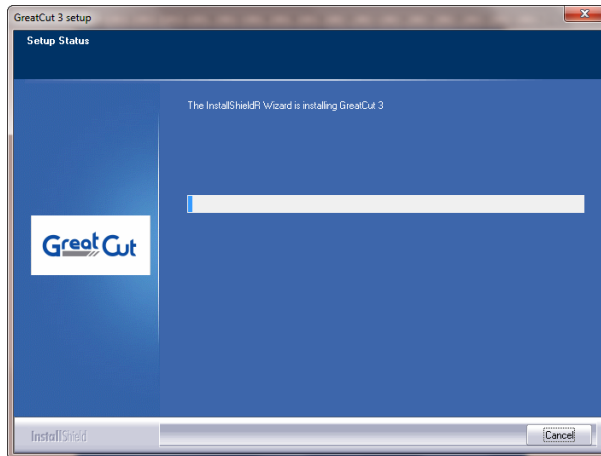 GreatCut 3 setup
Setup Status
The InstallShieldR Wizard is installing GreatCut 3
Great Cut
InstallShield
Cancel